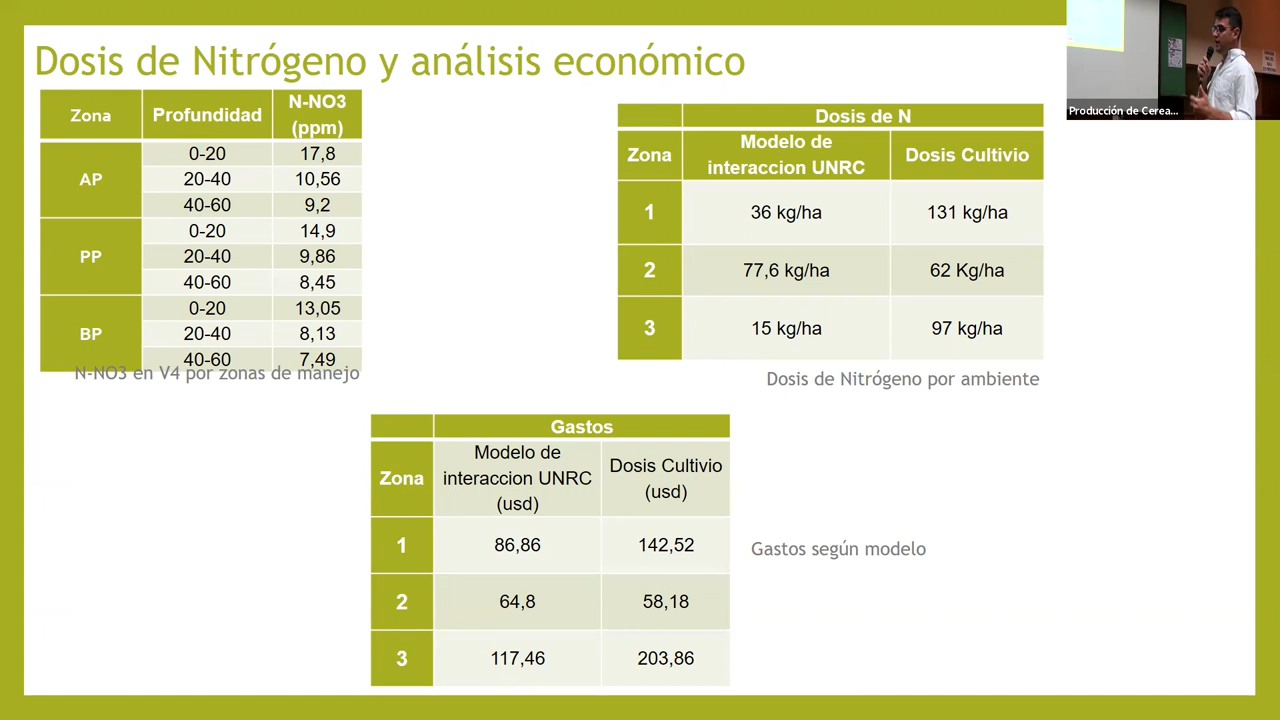 Dosis de Nitrógeno y análisis económico
Zona Profundidad N-NO3 (ppm)
AP 0-20 17,8
20-40 10,56
40-60 9,2
PP 0-20 14,9
20-40 9,86
40-60 8,45
BP 0-20 13,05
20-40 8,13
40-60 7,49
N-NO3 en V4 por zonas de manejo
Dosis de N
Zona Modelo de interaccion UNRC Dosis Cultivio
1 36 kg/ha 131 kg/ha
2 77,6 kg/ha 62 Kg/ha
3 15 kg/ha 97 kg/ha
Dosis de Nitrógeno por ambiente
Gastos
Zona Modelo de interaccion UNRC (usd) Dosis Cultivio (usd)
1 86,86 142,52
2 64,8 58,18
3 117,46 203,86
Gastos según modelo
Producción de Cerea...